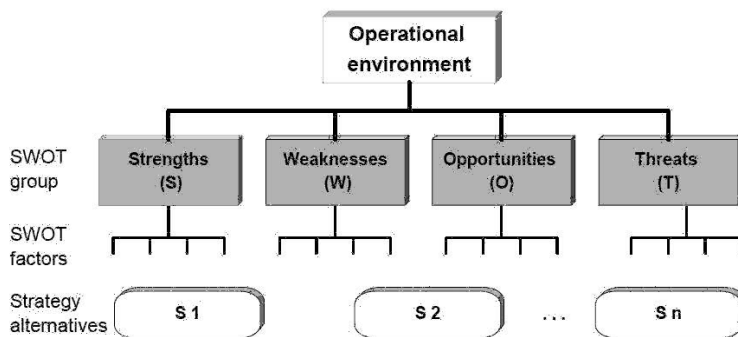 Operational
environment
SWOT
group
Strengths
(S)
Weaknesses
(W)
Opportunities
(O)
Threats
(T)
SWOT
factors
Strategy
alternatives
S 1
S 2
...
S n